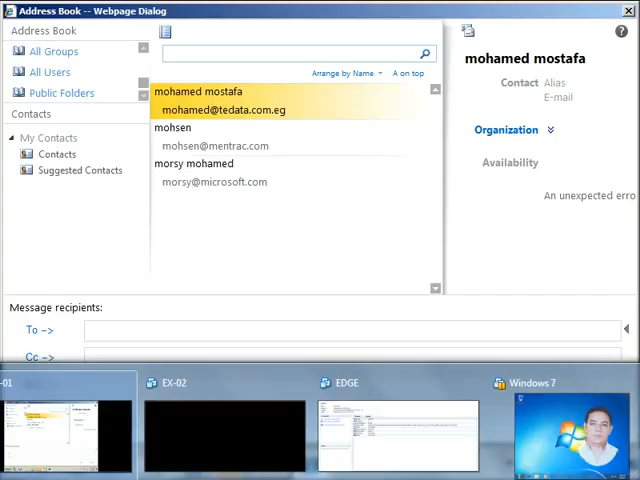 Address Book -- Webpage Dialog
Address Book
All Groups
All Users
Public Folders
Contacts
My Contacts
Contacts
Suggested Contacts
Arrange by Name
A on top
mohamed mostafa
mohamed@tedata.com.eg
mohsen
mohsen@mentrac.com
morsy mohamed
morsy@microsoft.com
mohamed mostafa
Contact Alias
E-mail
Organization
Availability
An unexpected erro
Message recipients:
To ->
Cc ->
-01
EX-02
EDGE
Windows 7